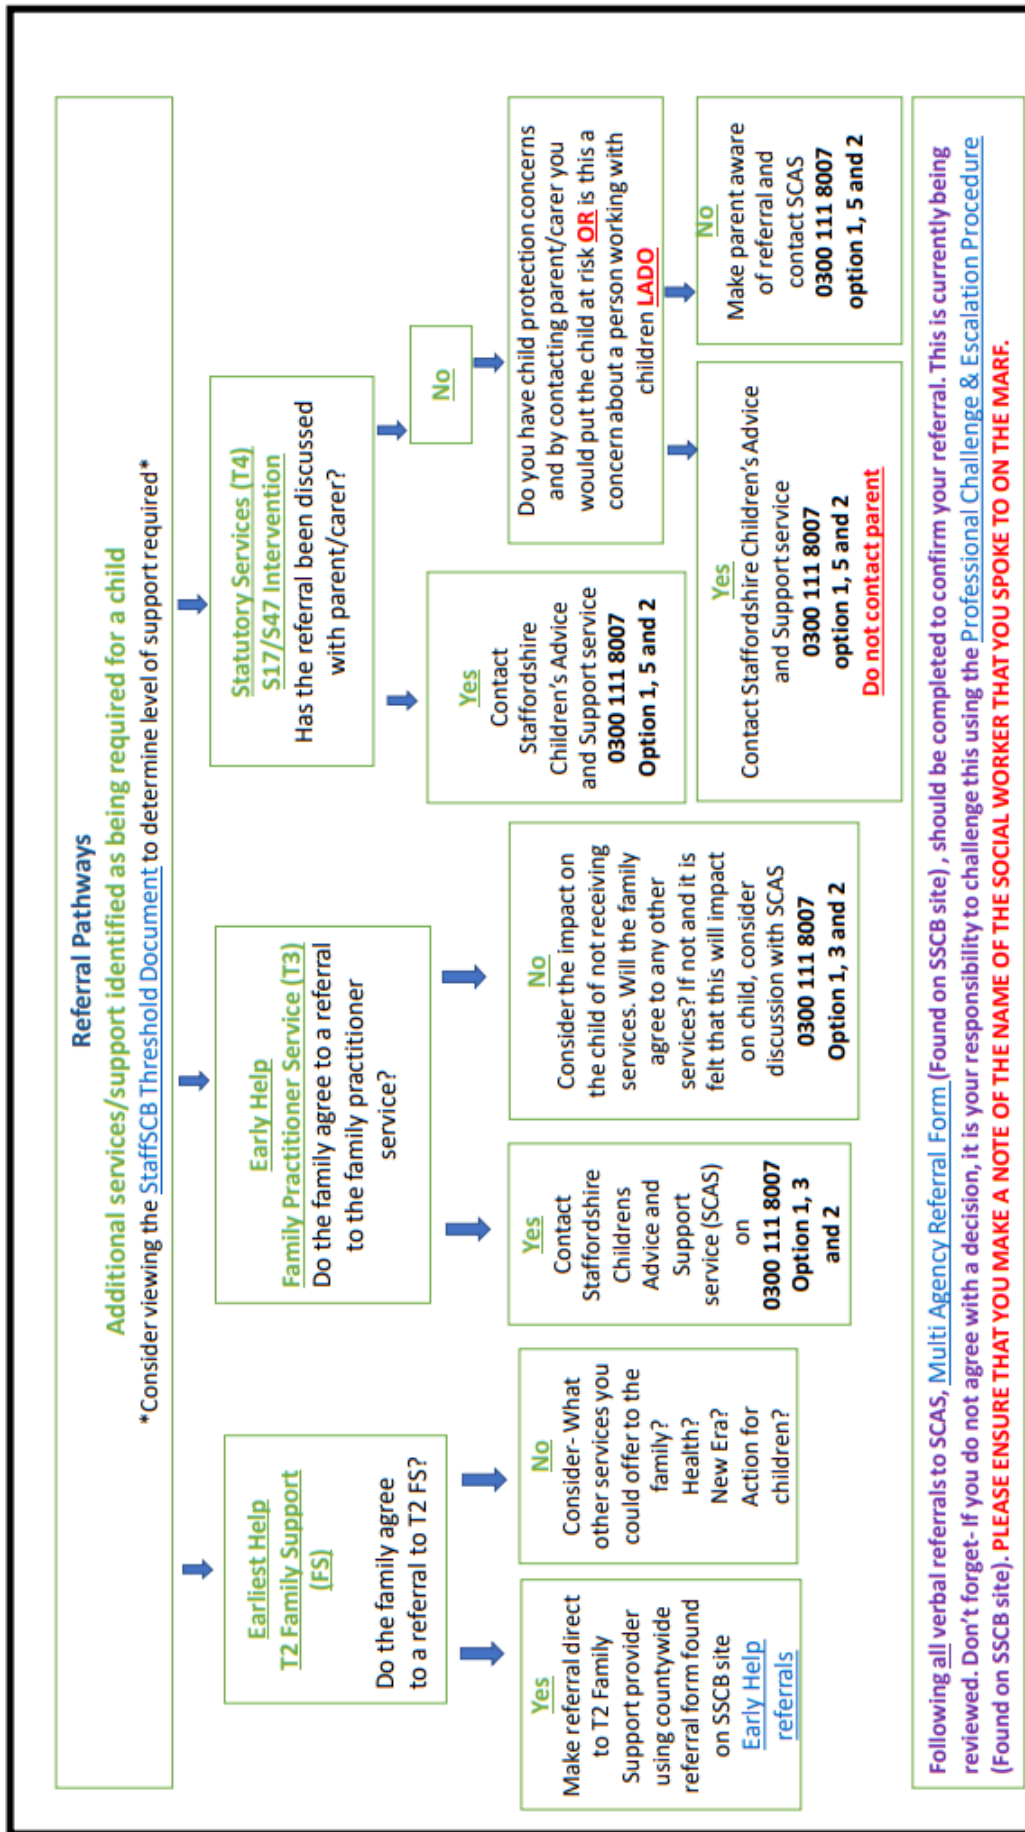 Referral Pathways
Additional services/support identified as being required for a child
*Consider viewing the StaffSCB Threshold Document to determine level of support required*
Earliest Help
T2 Family Support
(FS)
Do the family agree
to a referral to T2 FS?
Yes
Make referral direct
to T2 Family
Support provider
using countywide
referral form found
on SSCB site
Early Help
referrals
No
Consider- What
other services you
could offer to the
family?
Health?
New Era?
Action for
children?
Early Help
Family Practitioner Service (T3)
Do the family agree to a referral
to the family practitioner
service?
Yes
Contact
Staffordshire
Childrens
Advice and
Support
service (SCAS)
on
0300 111 8007
Option 1, 3
and 2
No
Consider the impact on
the child of not receiving
services. Will the family
agree to any other
services? If not and it is
felt that this will impact
on child, consider
discussion with SCAS
0300 111 8007
Option 1, 3 and 2
Statutory Services (T4)
S17/S47 Intervention
Has the referral been discussed
with parent/carer?
Yes
Contact
Staffordshire
Children's Advice
and Support service
0300 111 8007
Option 1, 5 and 2
No
Do you have child protection concerns
and by contacting parent/carer you
would put the child at risk OR is this a
concern about a person working with
children LADO
Yes
Contact Staffordshire Children's Advice
and Support service
0300 111 8007
option 1, 5 and 2
Do not contact parent
No
Make parent aware
of referral and
contact SCAS
0300 111 8007
option 1, 5 and 2
Following all verbal referrals to SCAS, Multi Agency Referral Form (Found on SSCB site) , should be completed to confirm your referral. This is currently being
reviewed. Don't forget- If you do not agree with a decision, it is your responsibility to challenge this using the Professional Challenge & Escalation Procedure
(Found on SSCB site). PLEASE ENSURE THAT YOU MAKE A NOTE OF THE NAME OF THE SOCIAL WORKER THAT YOU SPOKE TO ON THE MARF.